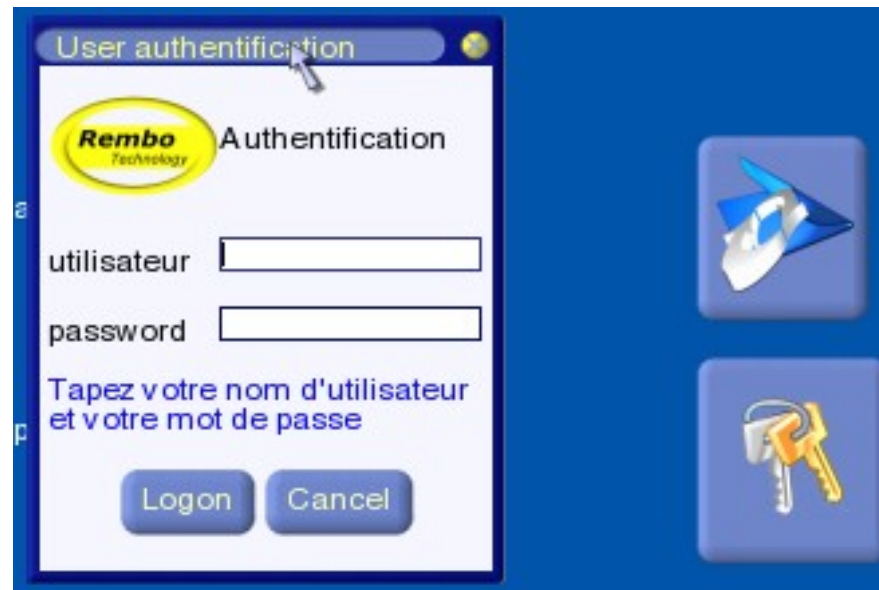 User authentification
Rembo
Technology
Authentification
utilisateur
password
Tapez votre nom d'utilisateur
et votre mot de passe
Logon
Cancel
a
p